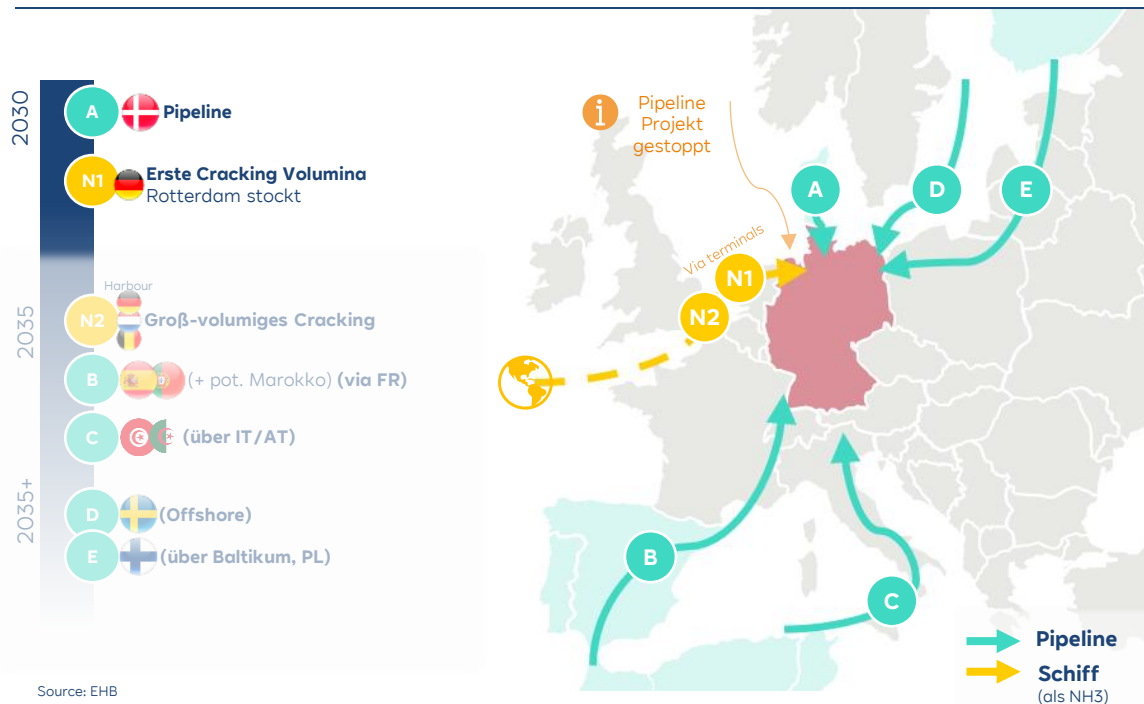 2030
A
Pipeline
N1
Erste Cracking Volumina
Rotterdam stockt
2035
Harbour
N2
Groß-volumiges Cracking
B
(+ pot. Marokko) (via FR)
C
(über IT/AT)
2035+
D
(Offshore)
E
(über Baltikum, PL)
Source: EHB
i
Pipeline
Projekt
gestoppt
A
D
E
Via terminals
N1
N2
B
C
Pipeline
Schiff
(als NH3)